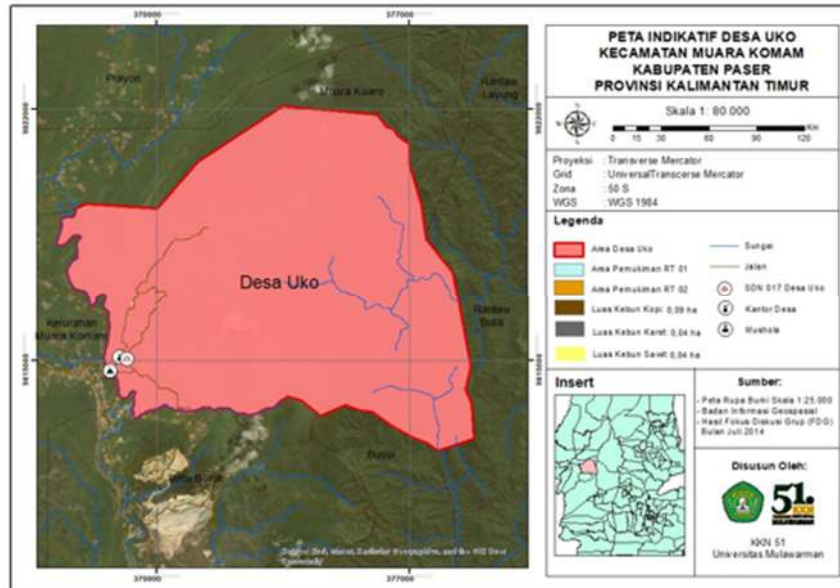 PETA INDIKATIF DESA UKO
KECAMATAN MUARA KOMAM
KABUPATEN PASER
PROVINSI KALIMANTAN TIMUR
Skala 1: 80.000
0 15 30 60 90 120
Km
Proyeksi : Transverse Mercator
Grid : UniversalTranscerse Mercator
Zona : 50 S
WGS : WGS 1984
Legenda
Area Desa Uko
Area Pemukiman RT 01
Area Pemukiman RT 02
Luas Kebun Kopi: 0,09 ha
Luas Kebun Karet: 0,04 ha
Luas Kebun Sawit:
Sungai
Jalan
SDN 017 Desa Uko
Kantor Desa
Mushola
Insert
Sumber:
- Peta Rupa Bumi Skala 1:25,000
- Badan Informasi Geospasial
- Hasil Fokus Diskusi Grup (FDG)
Bulan Juli 2014
Disusun Oleh:
51.
KKN 51
Universitas Mulawarman
377000
377000
Prayon
Muara Kuaro
Rantau
Layung
Desa Uko
Kelurahan
Muara Komam
Rantau
Buta
Busui